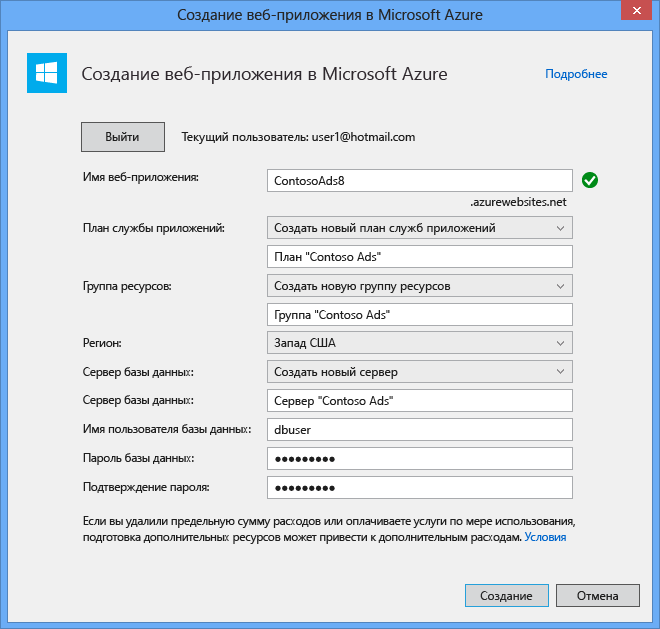 Создание веб-приложения в Microsoft Azure
Создание веб-приложения в Microsoft Azure
Подробнее
Выйти
Текущий пользователь: user1@hotmail.com
Имя веб-приложения:
ContosoAds8
.azurewebsites.net
План службы приложений:
Создать новый план служб приложений
План "Contoso Ads"
Группа ресурсов:
Создать новую группу ресурсов
Группа "Contoso Ads"
Регион:
Запад США
Сервер базы данных:
Создать новый сервер
Сервер базы данных:
Сервер "Contoso Ads"
Имя пользователя базы данных:
dbuser
Пароль базы данных:
●●●●●●●●●
Подтверждение пароля:
●●●●●●●●●
Если вы удалили предельную сумму расходов или оплачиваете услуги по мере использования,
подготовка дополнительных ресурсов может привести к дополнительным расходам. Условия
Создание
Отмена